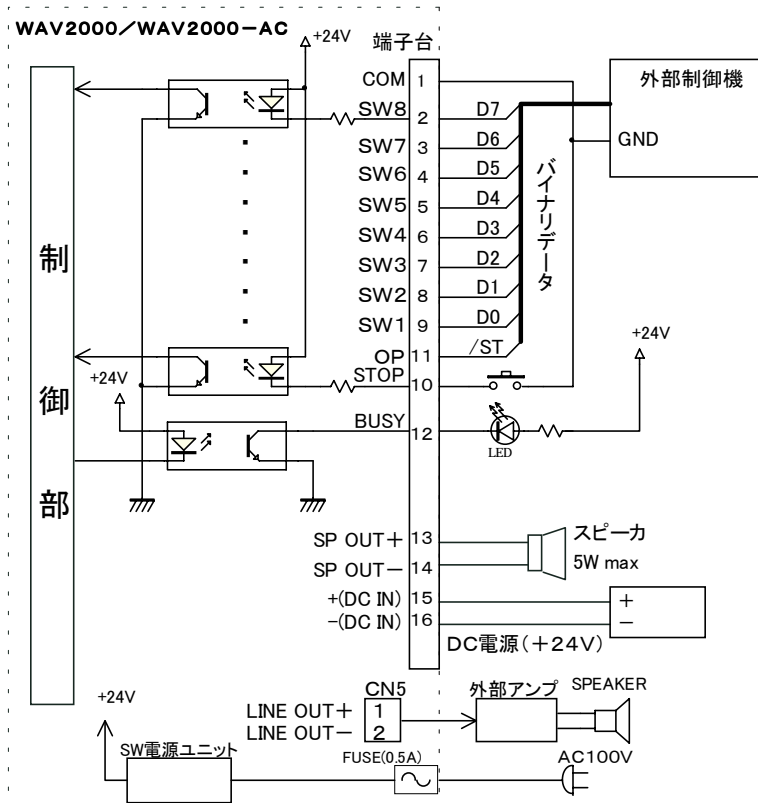 WAV2000/WAV2000-AC
+24V
端子台
COM 1
SW8 2 D7
SW7 3 D6
SW6 4 D5
SW5 5 D4
SW4 6 D3
SW3 7 D2
SW2 8 D1
SW1 9 D0
OP 11 /ST
STOP 10
BUSY 12
外部制御機
GND
バイナリデータ
制御部
+24V
+24V
LED
SP OUT+ 13
SP OUT- 14
スピーカ
5W max
+(DC IN) 15
-(DC IN) 16
+
-
DC電源(+24V)
CN5
LINE OUT+ 1
LINE OUT- 2
外部アンプ
SPEAKER
+24V
SW電源ユニット
FUSE(0.5A)
AC100V